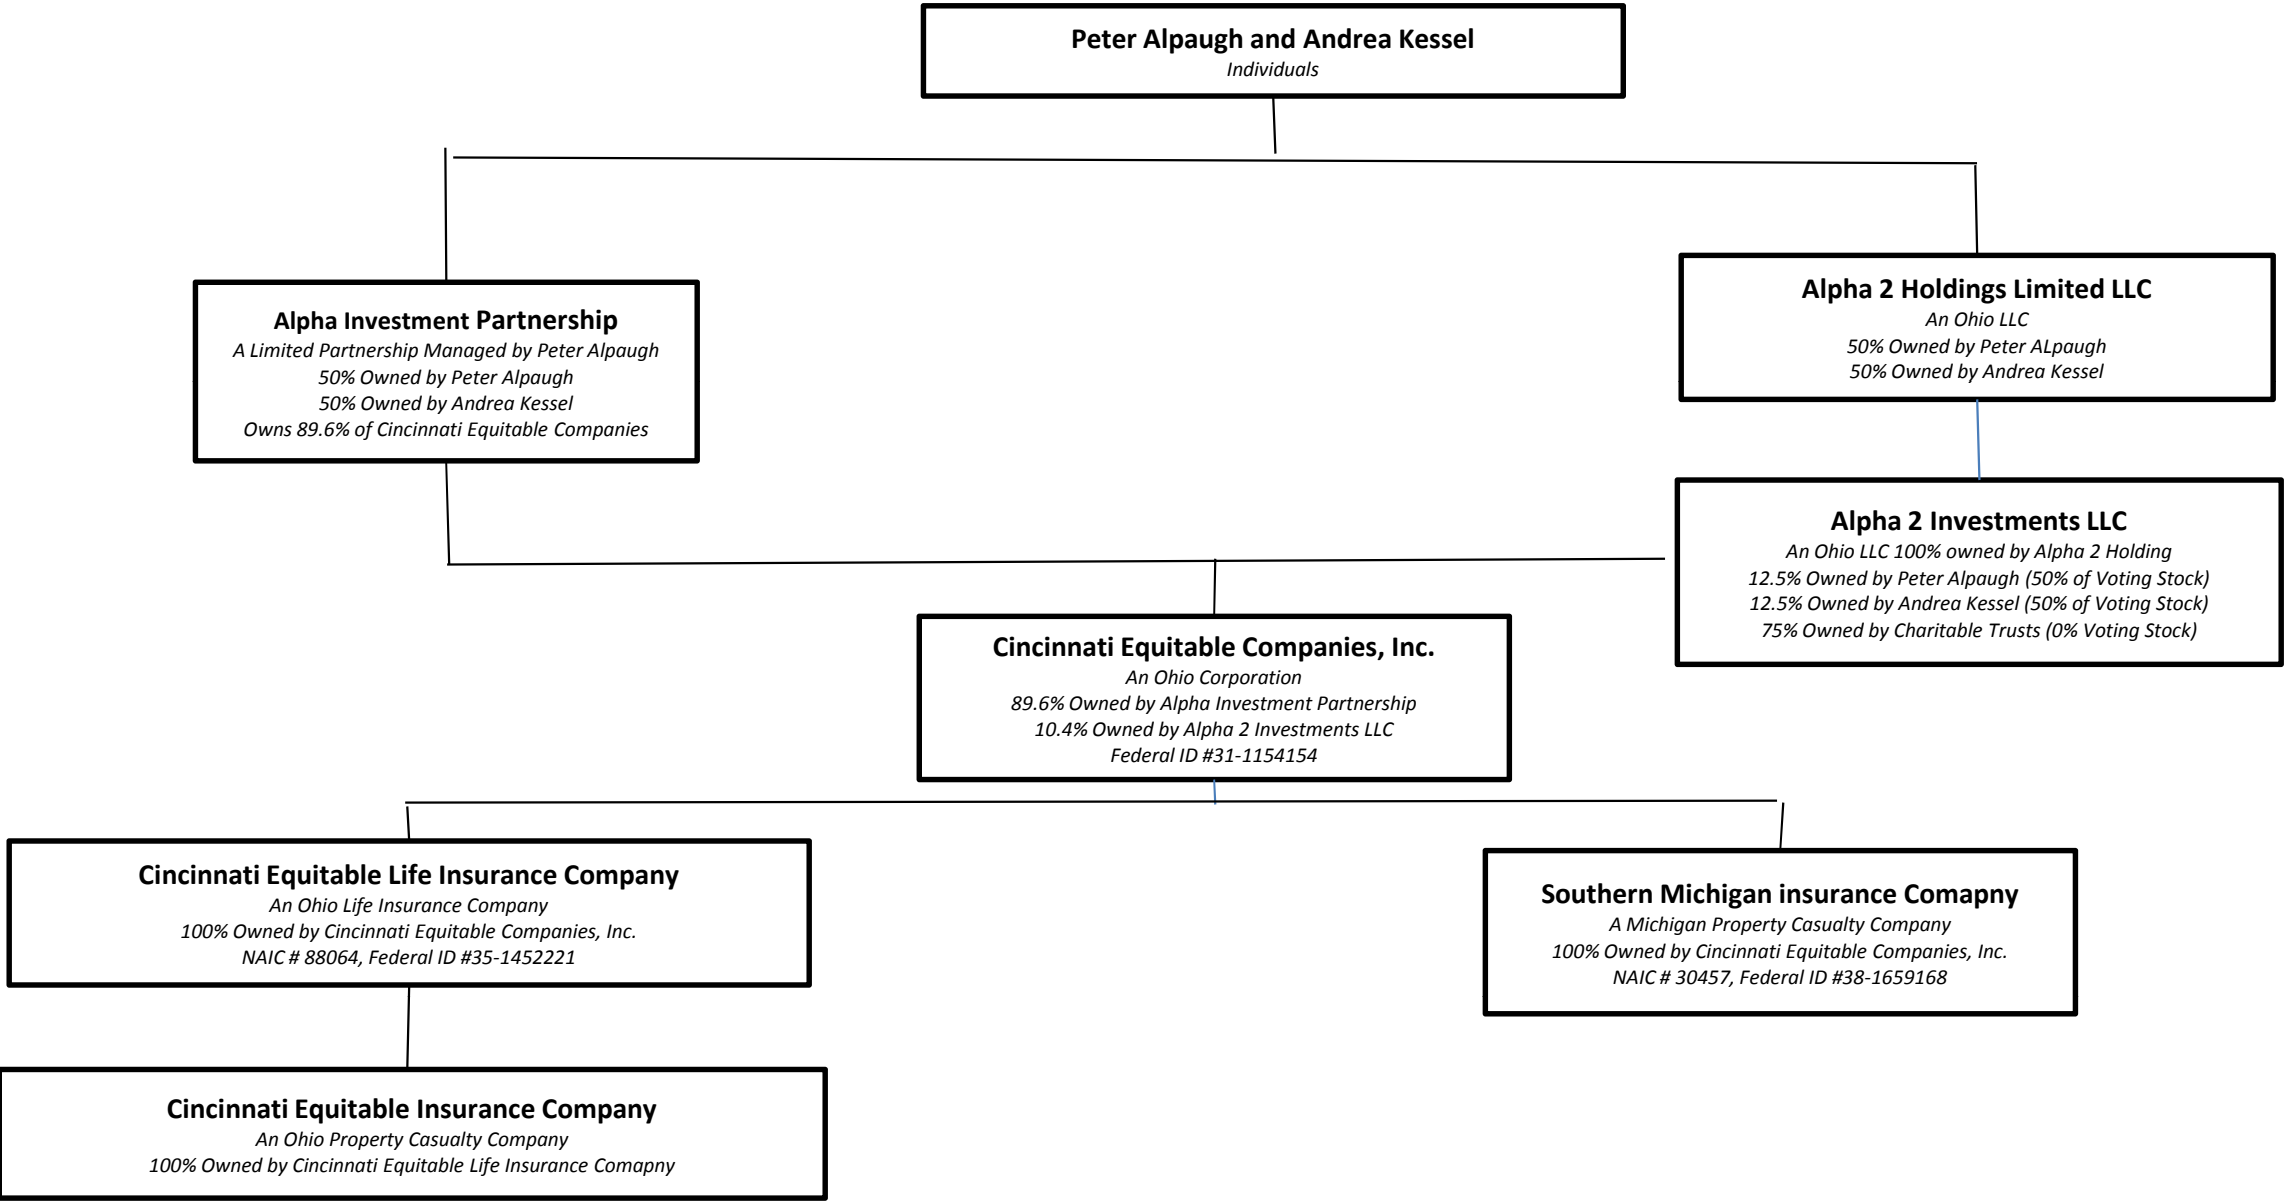 Peter Alpaugh and Andrea Kessel
Individuals
Alpha Investment Partnership
A Limited Partnership Managed by Peter Alpaugh
50% Owned by Peter Alpaugh
50% Owned by Andrea Kessel
Owns 89.6% of Cincinnati Equitable Companies
Alpha 2 Holdings Limited LLC
An Ohio LLC
50% Owned by Peter ALpaugh
50% Owned by Andrea Kessel
Alpha 2 Investments LLC
An Ohio LLC 100% owned by Alpha 2 Holding
12.5% Owned by Peter Alpaugh (50% of Voting Stock)
12.5% Owned by Andrea Kessel (50% of Voting Stock)
75% Owned by Charitable Trusts (0% Voting Stock)
Cincinnati Equitable Companies, Inc.
An Ohio Corporation
89.6% Owned by Alpha Investment Partnership
10.4% Owned by Alpha 2 Investments LLC
Federal ID #31-1154154
Cincinnati Equitable Life Insurance Company
An Ohio Life Insurance Company
100% Owned by Cincinnati Equitable Companies, Inc.
NAIC # 88064, Federal ID #35-1452221
Southern Michigan insurance Comapny
A Michigan Property Casualty Company
100% Owned by Cincinnati Equitable Companies, Inc.
NAIC # 30457, Federal ID #38-1659168
Cincinnati Equitable Insurance Company
An Ohio Property Casualty Company
100% Owned by Cincinnati Equitable Life Insurance Comapny